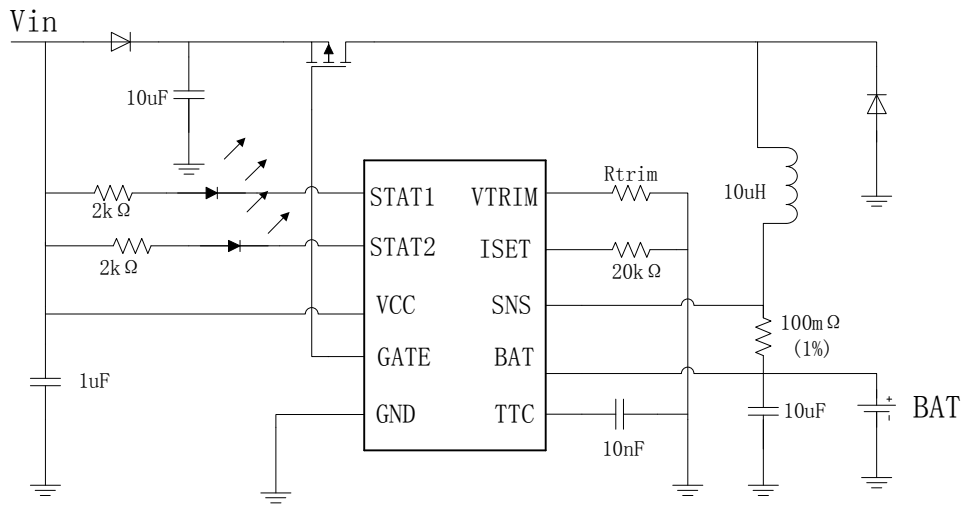 Vin
10uF
2kΩ
2kΩ
1uF
STAT1
STAT2
VCC
GATE
GND
VTRIM
ISET
SNS
BAT
TTC
Rtrim
20kΩ
10nF
10uH
100mΩ
(1%)
10uF
+
-
BAT